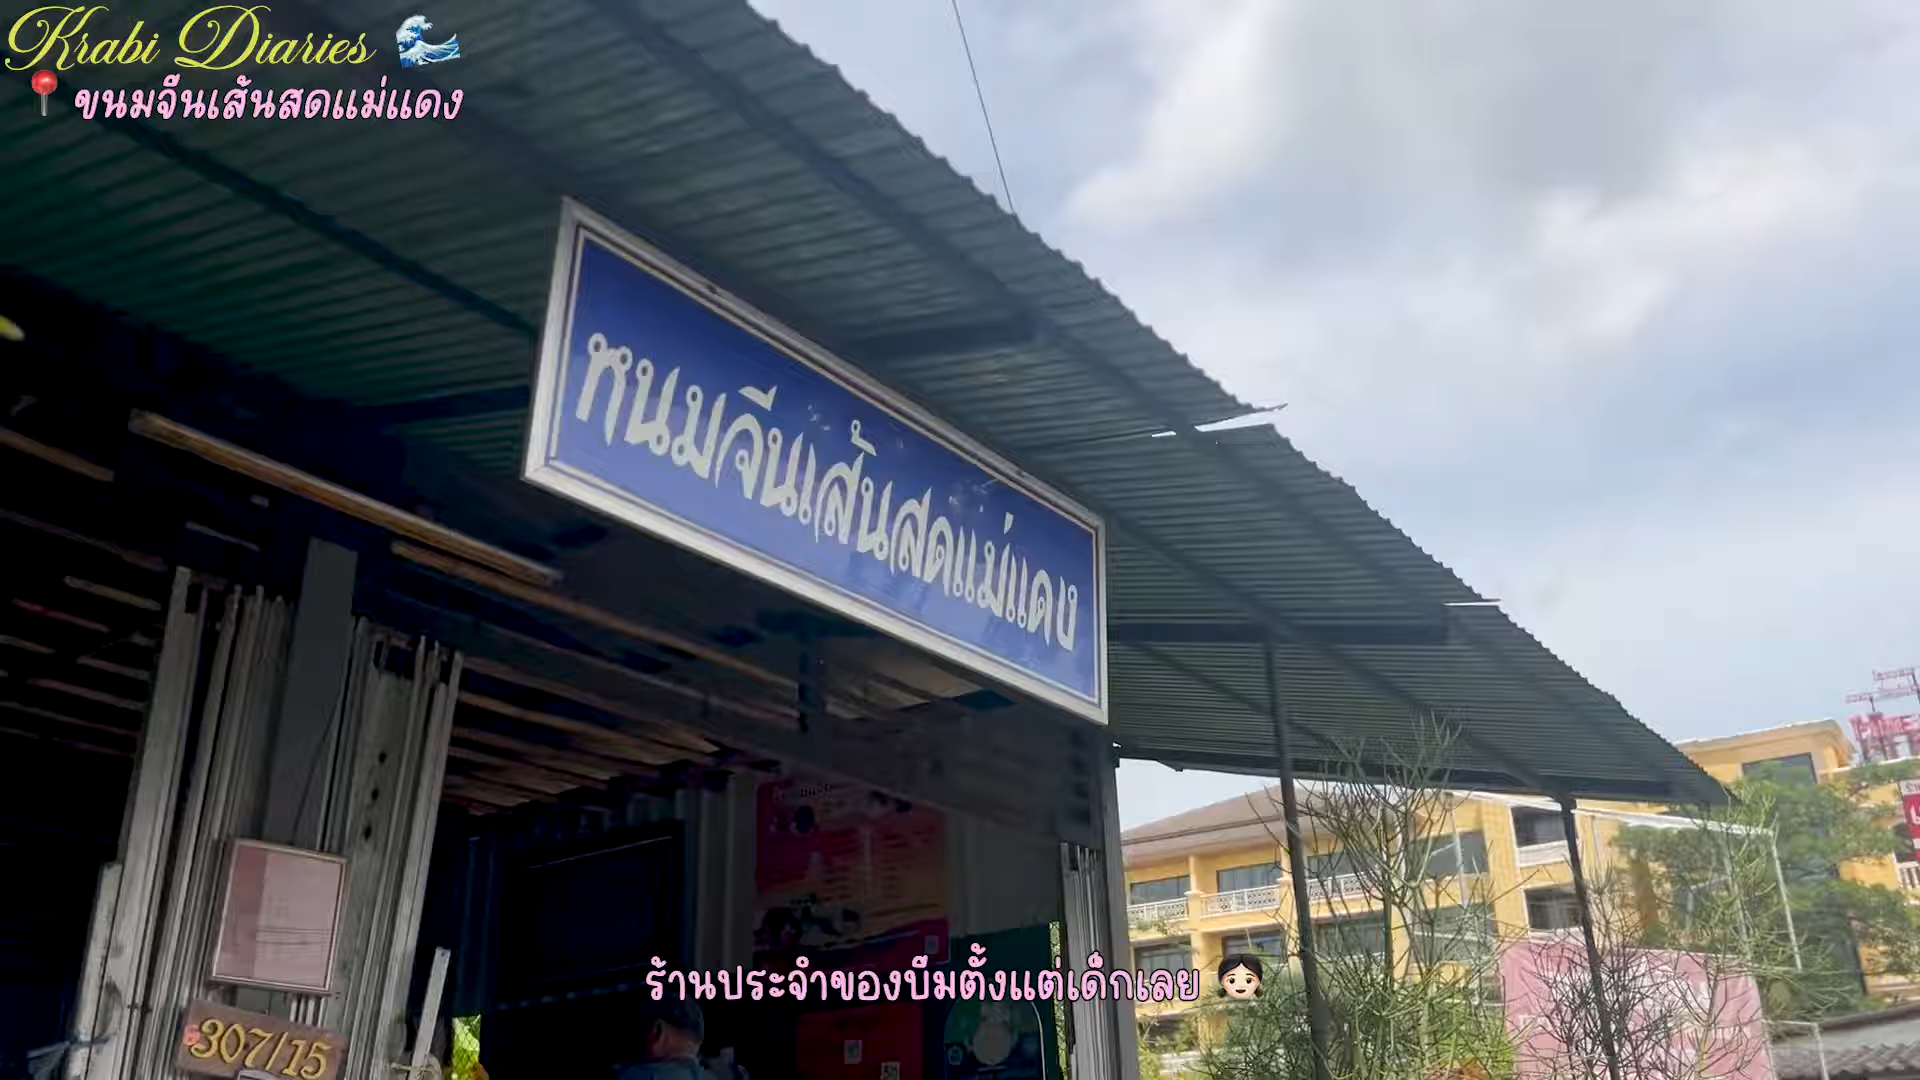 Krabi Diaries
ขนมจีนเส้นสดแม่แดง
หนมจีนเส้นสดแม่แดง
ร้านประจำของบีมตั้งแต่เด็กเลย
307/15